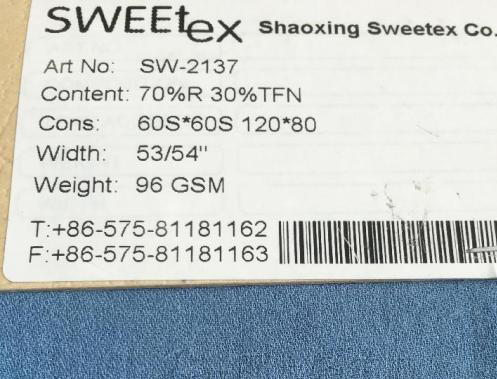 SWEEtex Shaoxing Sweetex Co.
Art No: SW-2137
Content: 70%R 30%TFN
Cons: 60S*60S 120*80
Width: 53/54"
Weight: 96 GSM
T:+86-575-81181162
F:+86-575-81181163